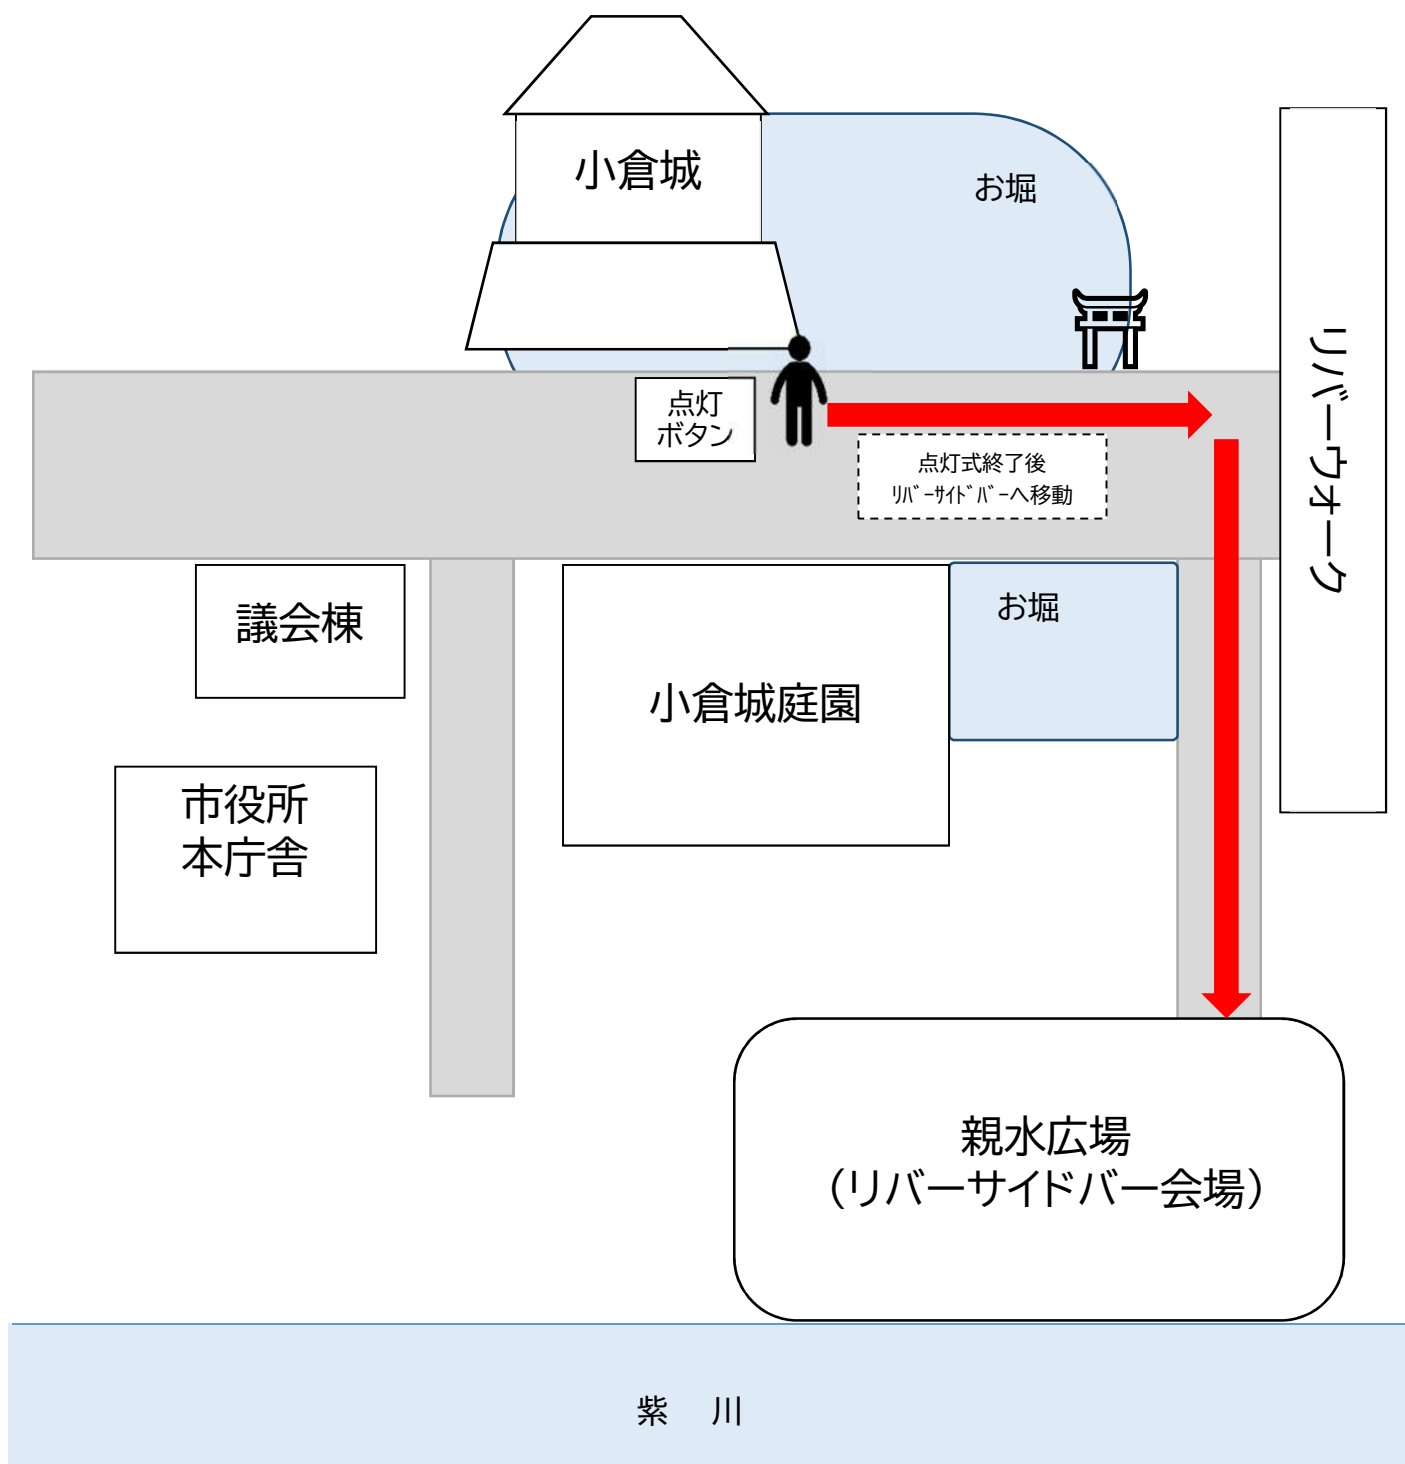 小倉城
お堀
リバーウォーク
点灯
ボタン
点灯式終了後
ﾘﾊﾞｰｻｲﾄﾞﾊﾞｰへ移動
議会棟
お堀
小倉城庭園
市役所
本庁舎
親水広場
（リバーサイドバー会場）
紫　川